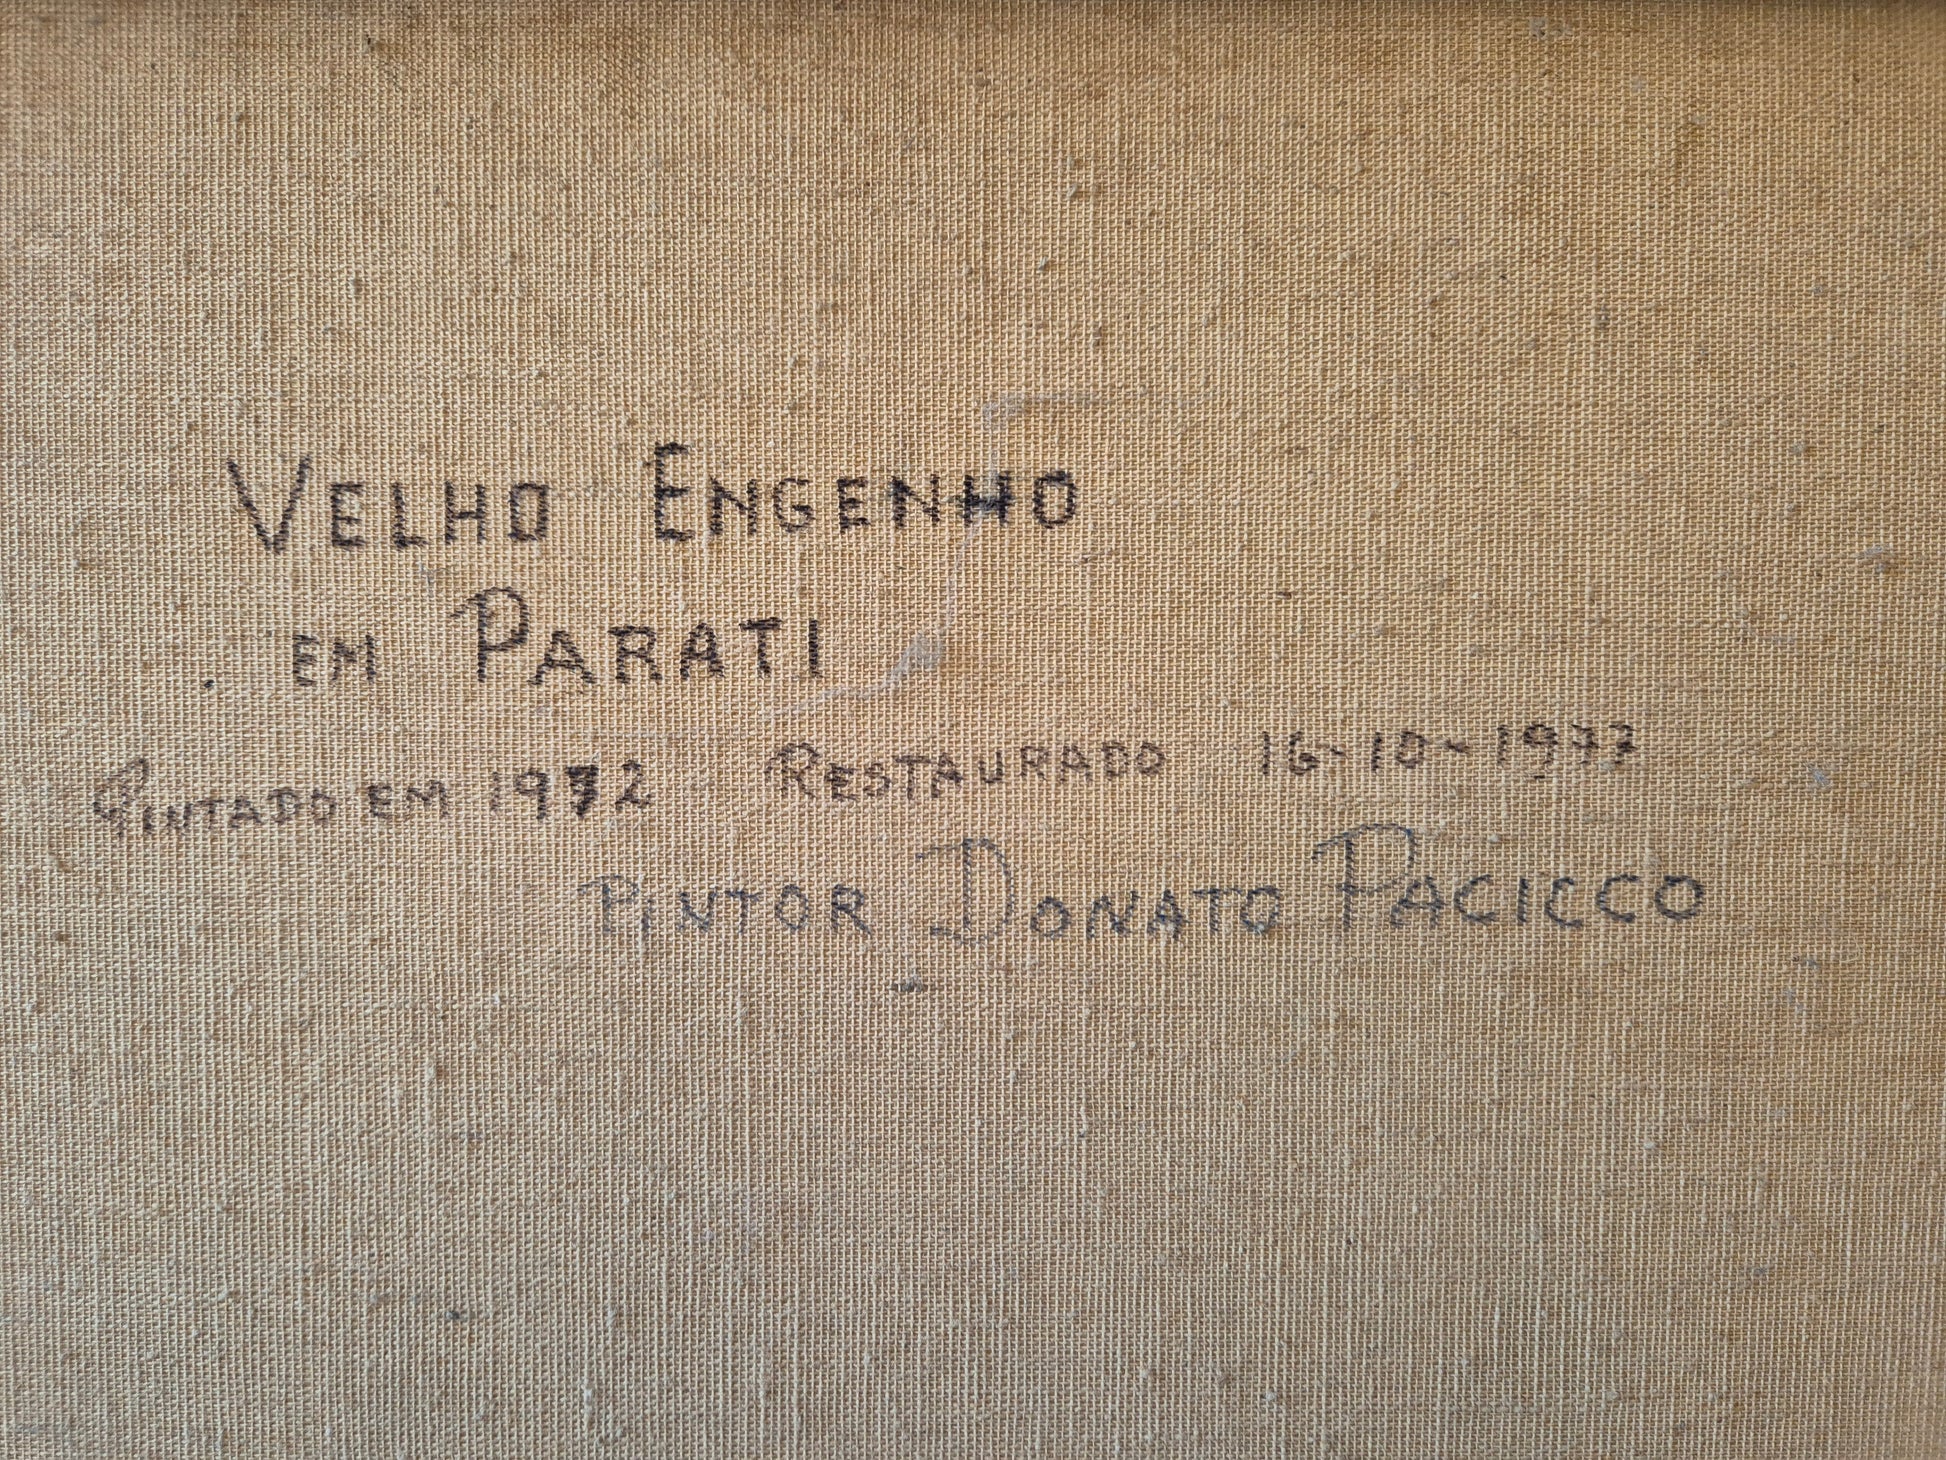 VELHO ENGENHO
EM PARATI
PINTADO EM 1972 RESTAURADO 16-10-1977
PINTOR DONATO PACICCO